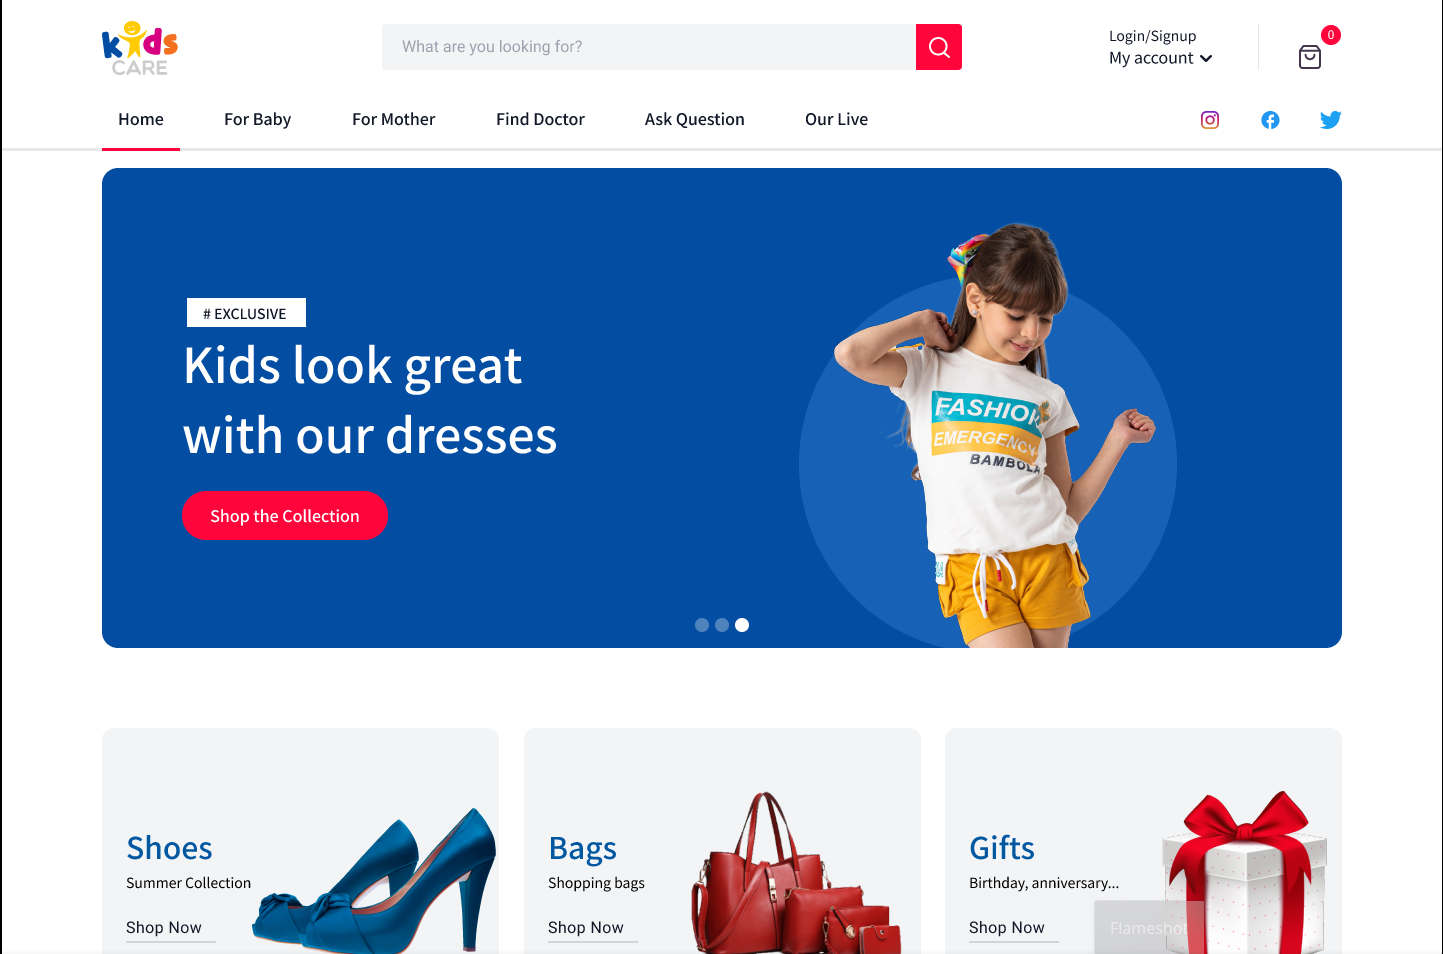 kids
CARE
What are you looking for?
Login/Signup
My account
0
Home
For Baby
For Mother
Find Doctor
Ask Question
Our Live
# EXCLUSIVE
Kids look great
with our dresses
Shop the Collection
FASHION
EMERGENCY
BAMBOLA
Shoes
Summer Collection
Shop Now
Bags
Shopping bags
Shop Now
Gifts
Birthday, anniversary...
Shop Now
Flameshot